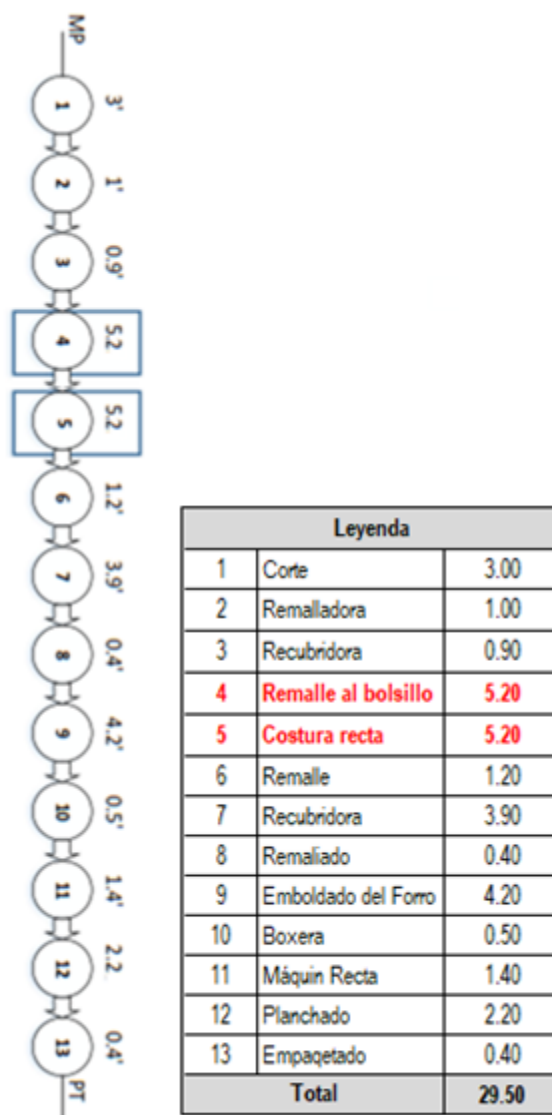 MP
1 3'
2 1'
3 0.9'
4 5.2
5 5.2
6 1.2'
7 3.9'
8 0.4'
9 4.2'
10 0.5'
11 1.4'
12 2.2
13 0.4'
PT
Leyenda
1 Corte 3.00
2 Remalladora 1.00
3 Recubridora 0.90
4 Remalle al bolsillo 5.20
5 Costura recta 5.20
6 Remalle 1.20
7 Recubridora 3.90
8 Remaliado 0.40
9 Emboldado del Forro 4.20
10 Boxera 0.50
11 Máquin Recta 1.40
12 Planchado 2.20
13 Empaqetado 0.40
Total 29.50